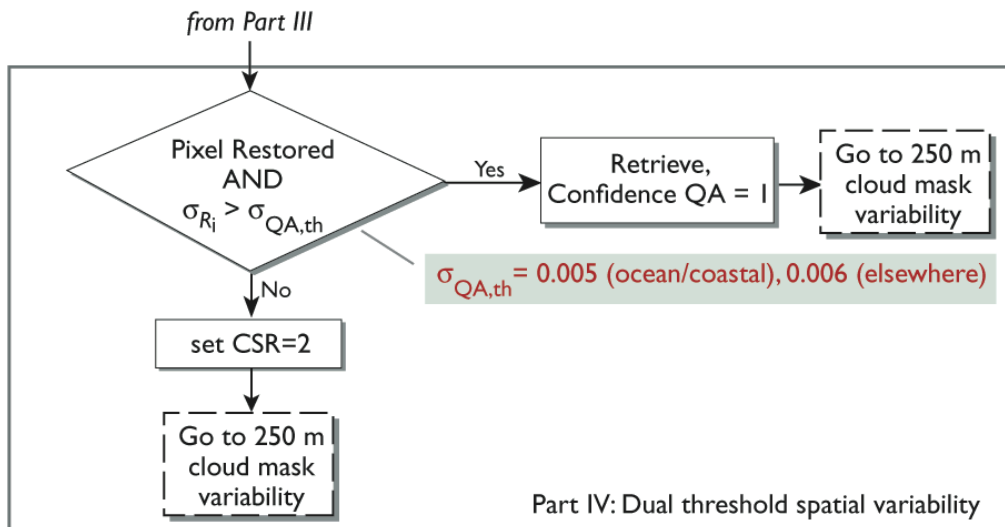 from Part III
Pixel Restored
AND
σRi > σQA,th
Yes
Retrieve,
Confidence QA = 1
Go to 250 m
cloud mask
variability
σQA,th = 0.005 (ocean/coastal), 0.006 (elsewhere)
No
set CSR=2
Go to 250 m
cloud mask
variability
Part IV: Dual threshold spatial variability